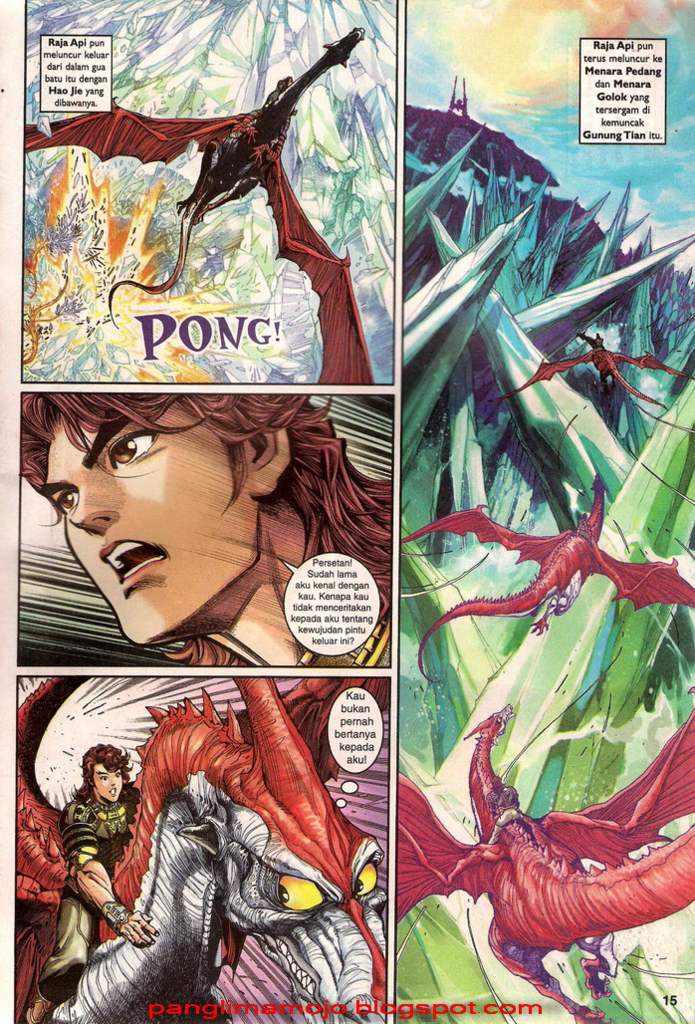 Raja Api pun
meluncur keluar
dari dalam gua
batu itu dengan
Hao Jie yang
dibawanya.
PONG!
Persetan!
Sudah lama
aku kenal dengan
kau. Kenapa kau
tidak menceritakan
kepada aku tentang
kewujudan pintu
keluar ini?
Kau
bukan
pernah
bertanya
kepada
aku!
Raja Api pun
terus meluncur ke
Menara Pedang
dan Menara
Golok yang
tersergam di
kemuncak
Gunung Tian itu.
15
panglimamojo.blogspot.com